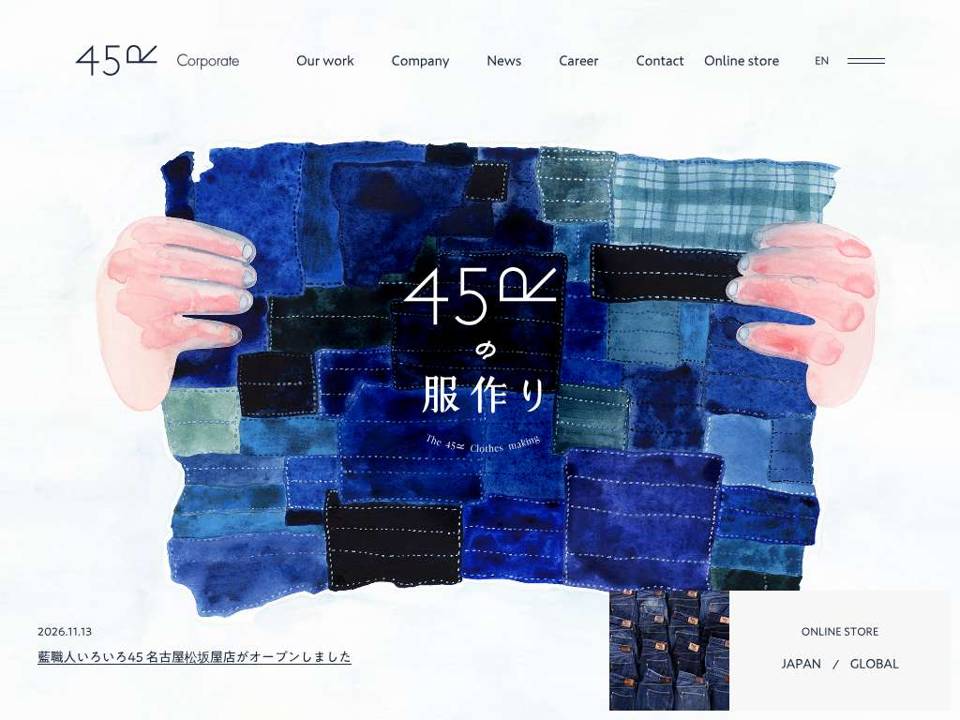 45R Corporate
Our work Company News Career Contact Online store EN
45R
の
服作り
The 45R Clothes making
2026.11.13
藍職人いろいろ45 名古屋松坂屋店がオープンしました
ONLINE STORE
JAPAN / GLOBAL